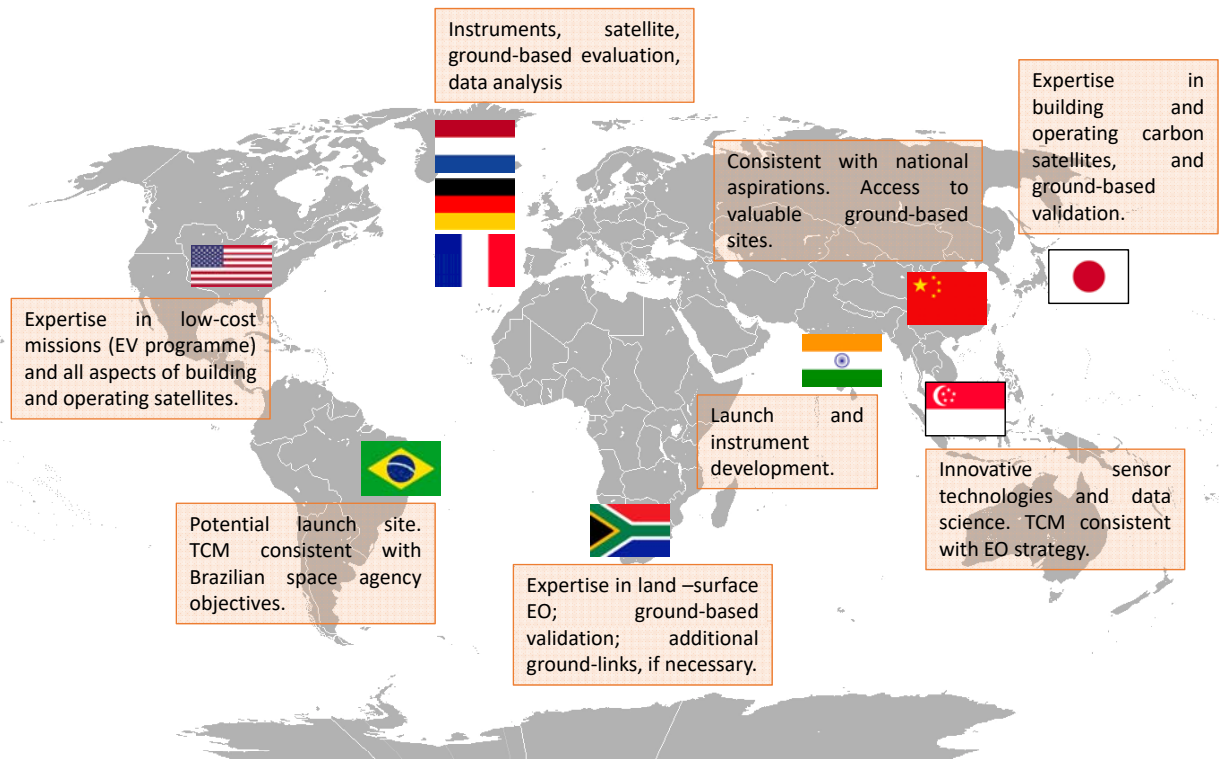 Instruments, satellite,
ground-based evaluation,
data analysis
Expertise in
building and
operating carbon
satellites, and
ground-based
validation.
Consistent with national
aspirations. Access to
valuable ground-based
sites.
Expertise in low-cost
missions (EV programme)
and all aspects of building
and operating satellites.
Launch and
instrument
development.
Innovative sensor
technologies and data
science. TCM consistent
with EO strategy.
Potential launch site.
TCM consistent with
Brazilian space agency
objectives.
Expertise in land –surface
EO; ground-based
validation; additional
ground-links, if necessary.